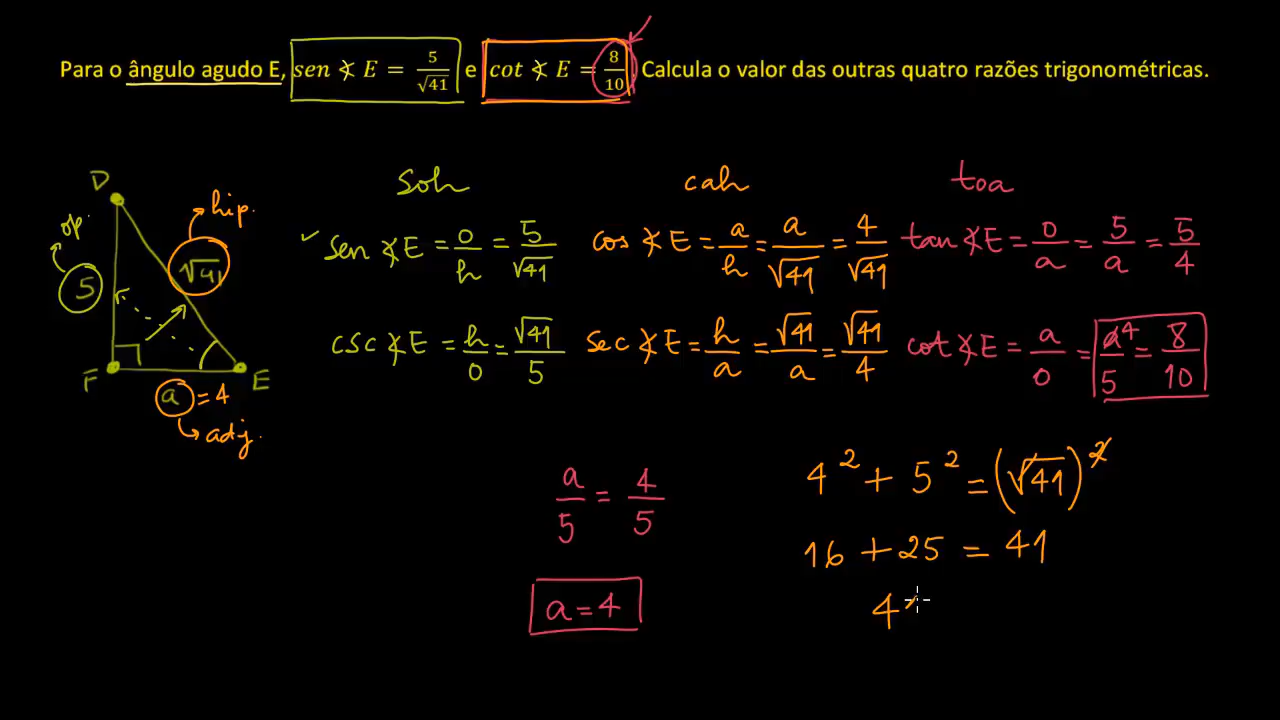 Para o ângulo agudo E, sen ∢ E = 5/√41 e cot ∢ E = 8/10 Calcula o valor das outras quatro razões trigonométricas.
Soh cah toa
sen ∢ E = o/h = 5/√41 cos ∢ E = a/h = a/√41 = 4/√41 tan ∢ E = o/a = 5/a = 5/4
csc ∢ E = h/o = √41/5 sec ∢ E = h/a = √41/a = √41/4 cot ∢ E = a/o = a4/5 = 8/10
D
op.
hip.
5
√41
F
E
a = 4
adj.
a/5 = 4/5
a = 4
4² + 5² = (√41)²
16 + 25 = 41
4